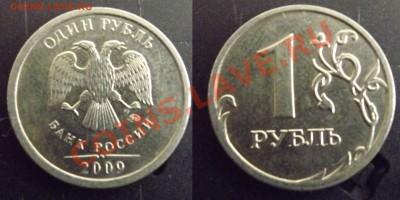 ОДИН РУБЛЬ
БАНК РОССИИ
2009
1
РУБЛЬ
COINS.LAVE.RU